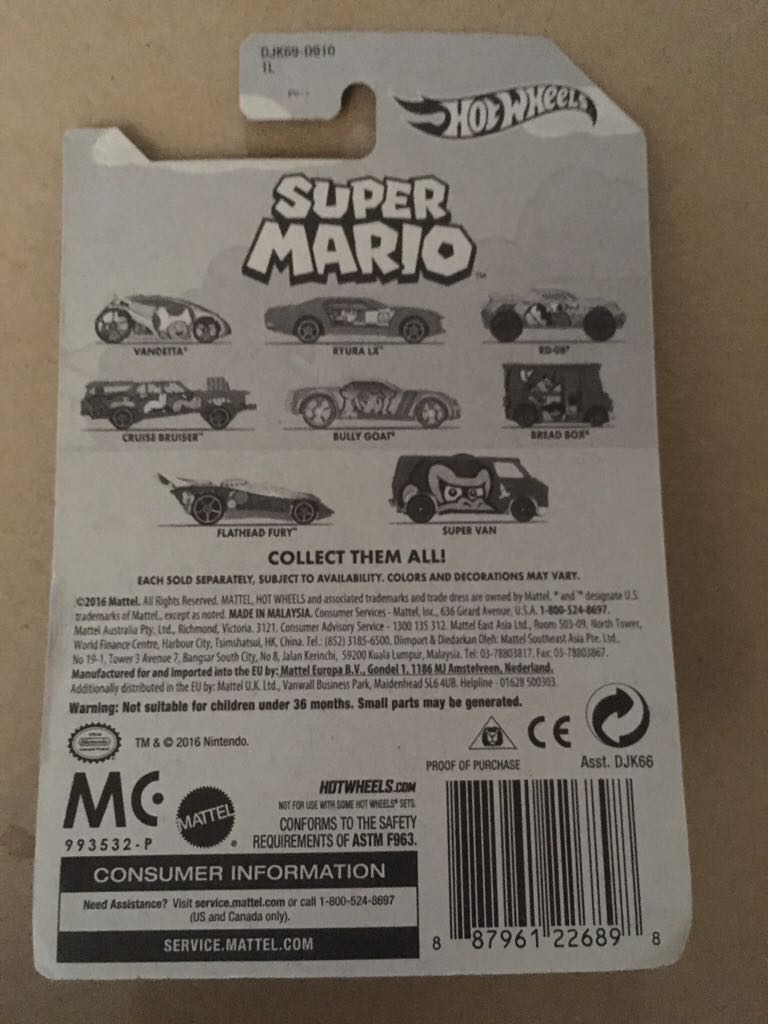 DJK69-0910
1L
HOT WHEELS
SUPER
MARIO™
VANDETTA™ RYURA LX™ RD-08™
CRUISE BRUISER™ BULLY GOAT™ BREAD BOX™
FLATHEAD FURY™ SUPER VAN
COLLECT THEM ALL!
EACH SOLD SEPARATELY, SUBJECT TO AVAILABILITY. COLORS AND DECORATIONS MAY VARY.
©2016 Mattel. All Rights Reserved. MATTEL, HOT WHEELS and associated trademarks and trade dress are owned by Mattel. ® and ™ designate U.S.
trademarks of Mattel, except as noted. MADE IN MALAYSIA. Consumer Services - Mattel, Inc., 636 Girard Avenue, U.S.A. 1-800-524-8697.
Mattel Australia Pty. Ltd., Richmond, Victoria. 3121. Consumer Advisory Service - 1300 135 312. Mattel East Asia Ltd., Room 503-09, North Tower,
World Finance Centre, Harbour City, Tsimshatsui, HK, China. Tel.: (852) 3185-6500. Diimport & Diedarkan Oleh: Mattel Southeast Asia Pte. Ltd.
No 19-1, Tower 3 Avenue 7, Bangsar South City, No 8, Jalan Kerinchi, 59200 Kuala Lumpur, Malaysia. Tel: 03-78803817. Fax: 03-78803867.
Manufactured for and imported into the EU by: Mattel Europa B.V., Gondel 1, 1186 MJ Amstelveen, Nederland.
Additionally distributed in the EU by: Mattel U.K. Ltd., Vanwall Business Park, Maidenhead SL6 4UB. Helpline - 01628 500303.
Warning: Not suitable for children under 36 months. Small parts may be generated.
Nintendo
TM & © 2016 Nintendo.
CE
PROOF OF PURCHASE
Asst. DJK66
MC
993532-P
MATTEL
HOTWHEELS.COM
NOT FOR USE WITH SOME HOT WHEELS® SETS.
CONFORMS TO THE SAFETY
REQUIREMENTS OF ASTM F963.
CONSUMER INFORMATION
Need Assistance? Visit service.mattel.com or call 1-800-524-8697
(US and Canada only).
SERVICE.MATTEL.COM
8 87961 22689 8